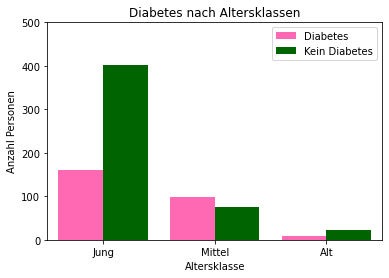 Diabetes nach Altersklassen
Anzahl Personen
500
400
300
200
100
0
Diabetes
Kein Diabetes
Jung
Mittel
Alt
Altersklasse